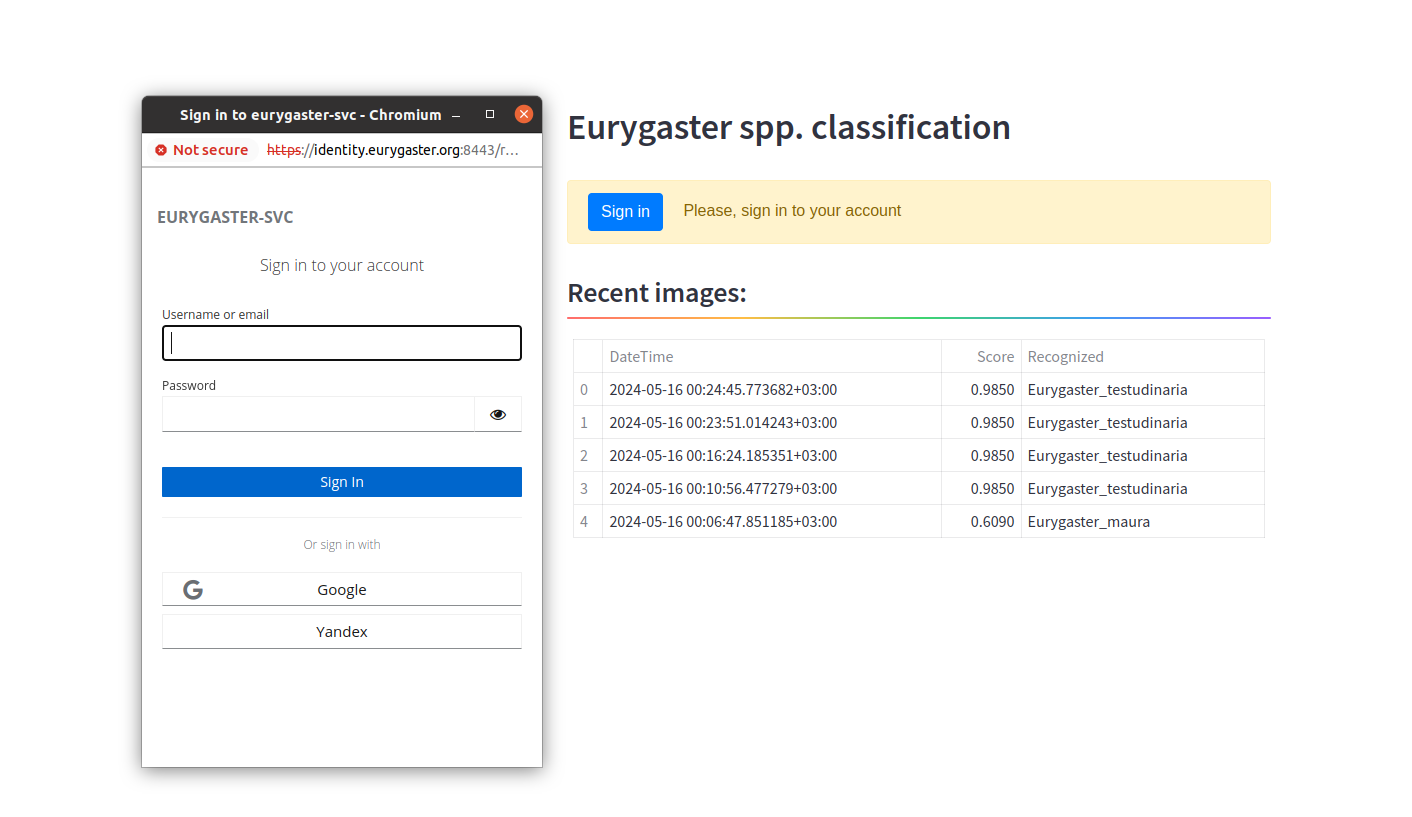 Sign in to eurygaster-svc - Chromium
Not secure https://identity.eurygaster.org:8443/r…
EURYGASTER-SVC
Sign in to your account
Username or email
Password
Sign In
Or sign in with
Google
Yandex
Eurygaster spp. classification
Sign in Please, sign in to your account
Recent images:
DateTime Score Recognized
0 2024-05-16 00:24:45.773682+03:00 0.9850 Eurygaster_testudinaria
1 2024-05-16 00:23:51.014243+03:00 0.9850 Eurygaster_testudinaria
2 2024-05-16 00:16:24.185351+03:00 0.9850 Eurygaster_testudinaria
3 2024-05-16 00:10:56.477279+03:00 0.9850 Eurygaster_testudinaria
4 2024-05-16 00:06:47.851185+03:00 0.6090 Eurygaster_maura